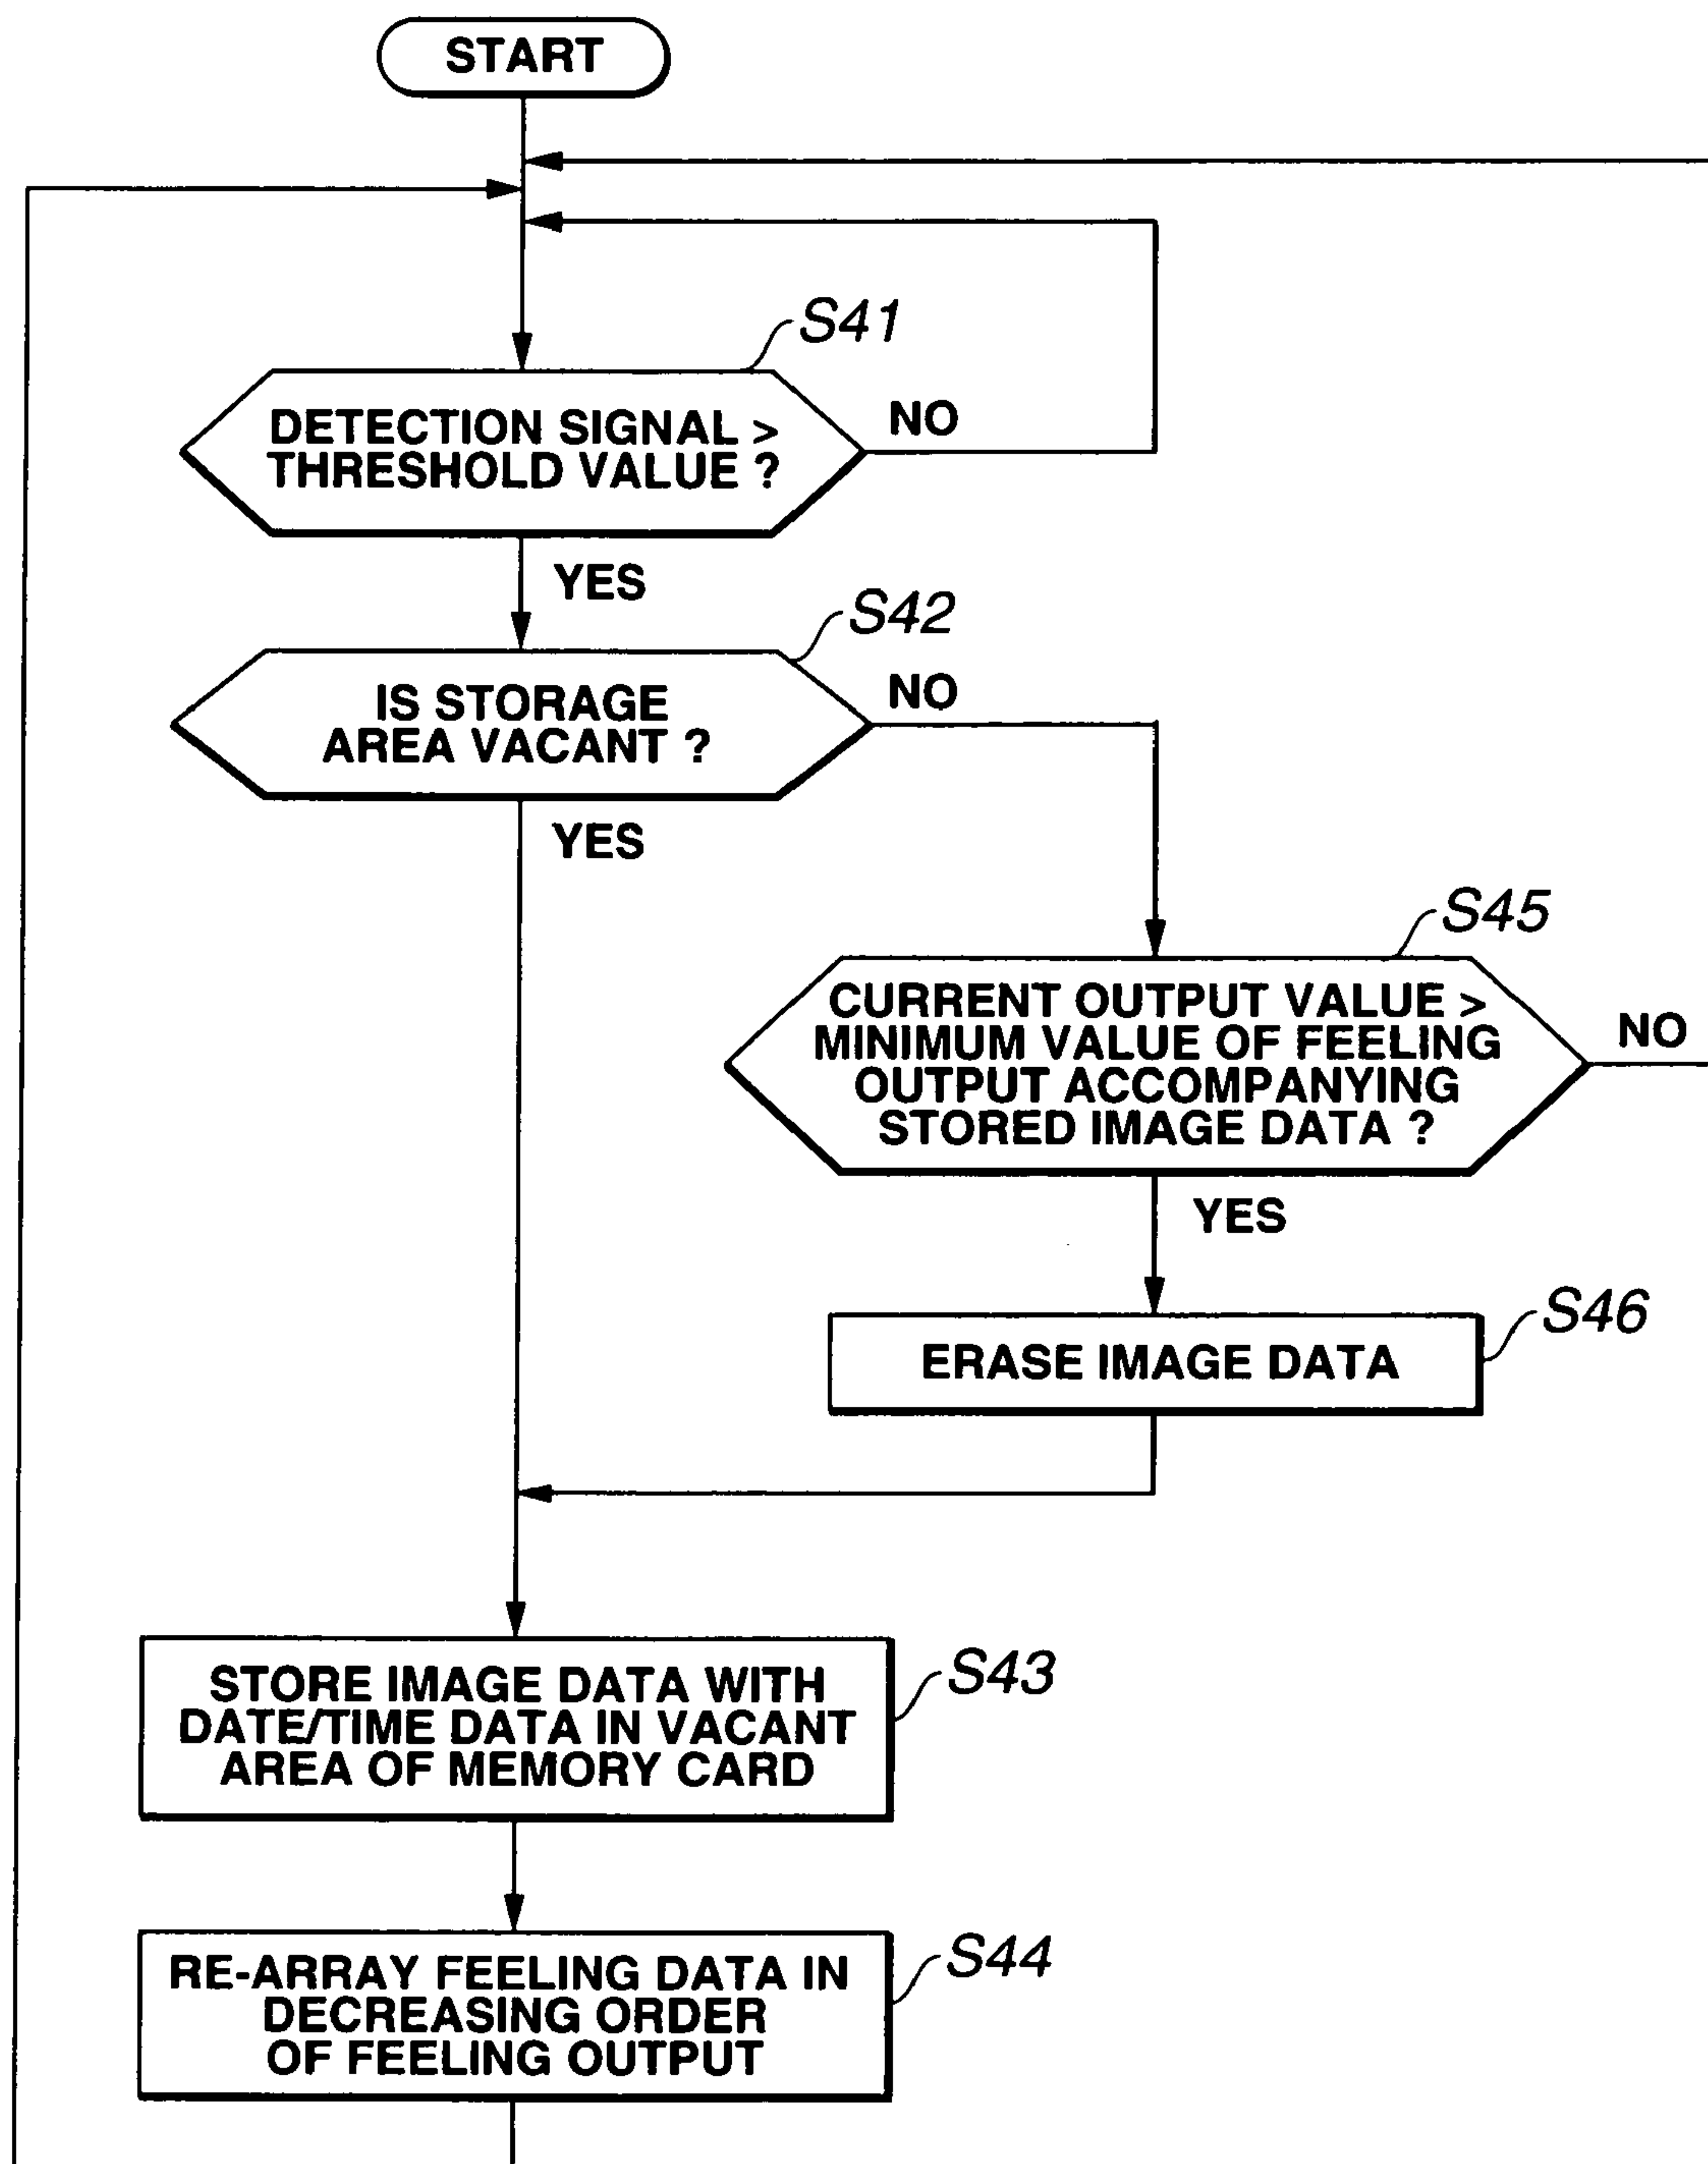 START
S41
DETECTION SIGNAL >
THRESHOLD VALUE ?
NO
YES
S42
IS STORAGE
AREA VACANT ?
NO
YES
S45
CURRENT OUTPUT VALUE >
MINIMUM VALUE OF FEELING
OUTPUT ACCOMPANYING
STORED IMAGE DATA ?
NO
YES
S46
ERASE IMAGE DATA
S43
STORE IMAGE DATA WITH
DATE/TIME DATA IN VACANT
AREA OF MEMORY CARD
S44
RE-ARRAY FEELING DATA IN
DECREASING ORDER
OF FEELING OUTPUT